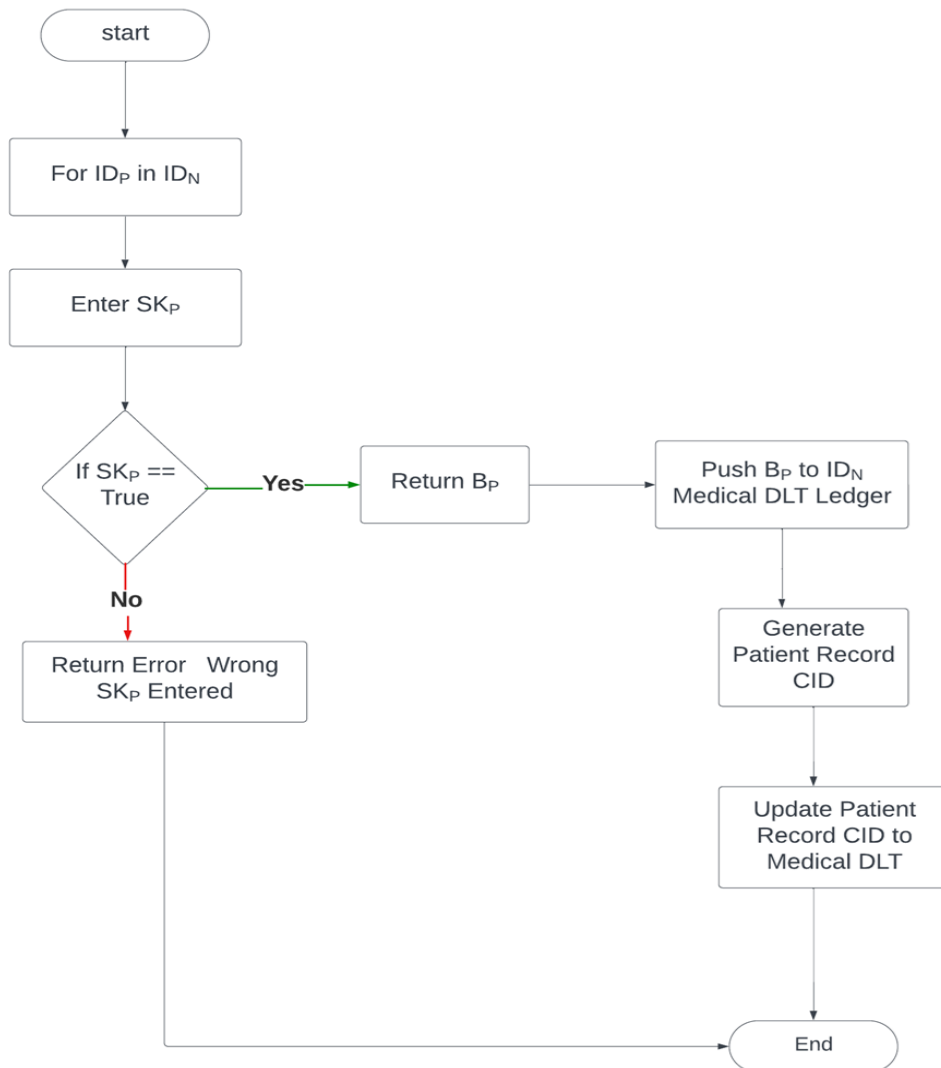 start
For IDP in IDN
Enter SKP
If SKP ==
True
Yes
Return BP
Push BP to IDN
Medical DLT Ledger
No
Return Error   Wrong
SKP Entered
Generate
Patient Record
CID
Update Patient
Record CID to
Medical DLT
End